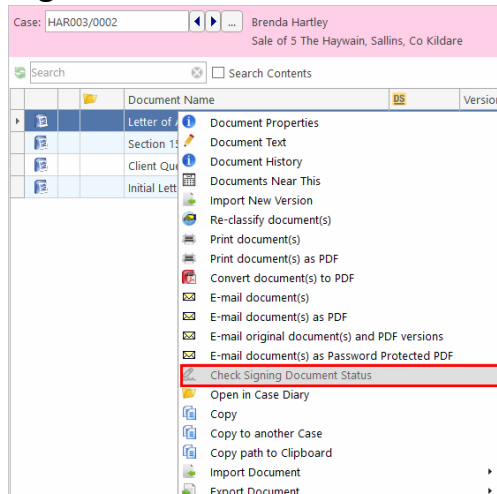 Case: HAR003/0002 ... Brenda Hartley
Sale of 5 The Haywain, Sallins, Co Kildare
Search Search Contents
Document Name DS
Letter of
Section
Client
Initial
Document Properties
Document Text
Document History
Documents Near This
Import New Version
Re-classify document(s)
Print document(s)
Print document(s) as PDF
Convert document(s) to PDF
E-mail document(s)
E-mail document(s) as PDF
E-mail original document(s) and PDF versions
E-mail document(s) as Password Protected PDF
Check Signing Document Status
Open in Case Diary
Copy
Copy to another Case
Copy path to Clipboard
Import Document
Export Document